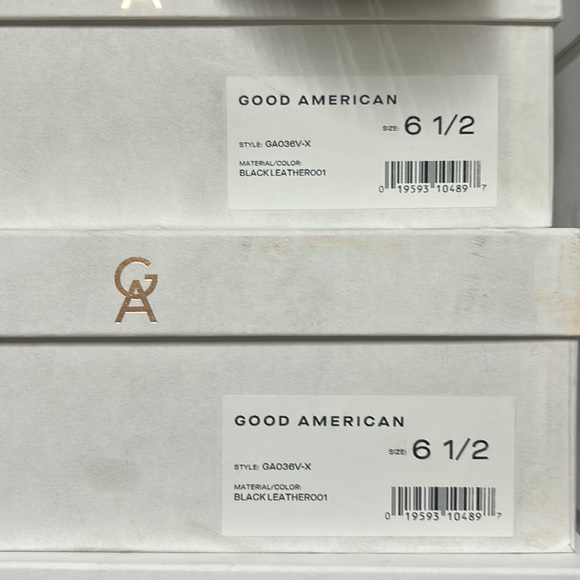 A
GOOD AMERICAN
SIZE: 6 1/2
STYLE: GA036V-X
MATERIAL/COLOR:
BLACK LEATHER001
0 19593 10489 7
GA
GOOD AMERICAN
SIZE: 6 1/2
STYLE: GA036V-X
MATERIAL/COLOR:
BLACK LEATHER001
0 19593 10489 7